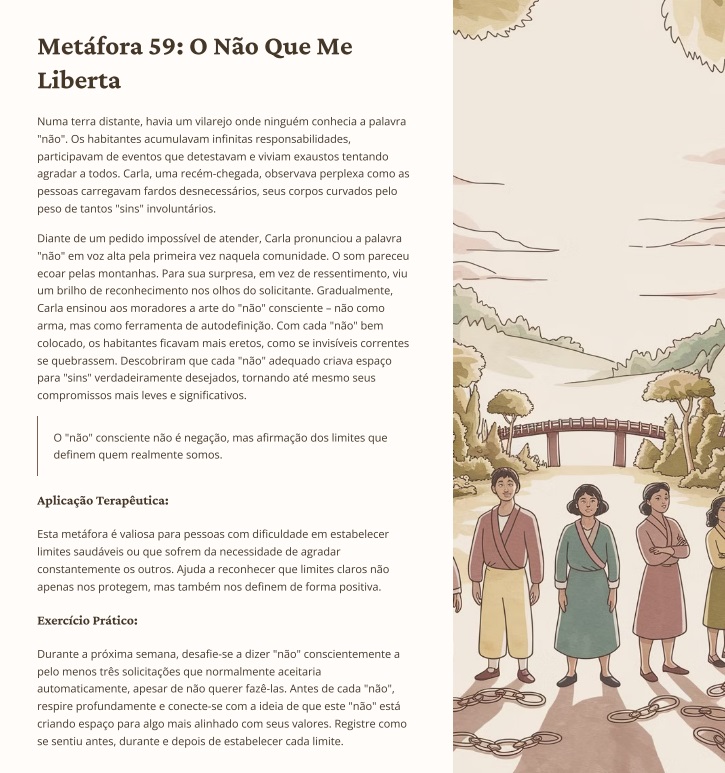 Metáfora 59: O Não Que Me
Liberta
Numa terra distante, havia um vilarejo onde ninguém conhecia a palavra
"não". Os habitantes acumulavam infinitas responsabilidades,
participavam de eventos que detestavam e viviam exaustos tentando
agradar a todos. Carla, uma recém-chegada, observava perplexa como as
pessoas carregavam fardos desnecessários, seus corpos curvados pelo
peso de tantos "sins" involuntários.
Diante de um pedido impossível de atender, Carla pronunciou a palavra
"não" em voz alta pela primeira vez naquela comunidade. O som pareceu
ecoar pelas montanhas. Para sua surpresa, em vez de ressentimento, viu
um brilho de reconhecimento nos olhos do solicitante. Gradualmente,
Carla ensinou aos moradores a arte do "não" consciente – não como
arma, mas como ferramenta de autodefinição. Com cada "não" bem
colocado, os habitantes ficavam mais eretos, como se invisíveis correntes
se quebrassem. Descobriram que cada "não" adequado criava espaço
para "sins" verdadeiramente desejados, tornando até mesmo seus
compromissos mais leves e significativos.
O "não" consciente não é negação, mas afirmação dos limites que
definem quem realmente somos.
Aplicação Terapêutica:
Esta metáfora é valiosa para pessoas com dificuldade em estabelecer
limites saudáveis ou que sofrem da necessidade de agradar
constantemente os outros. Ajuda a reconhecer que limites claros não
apenas nos protegem, mas também nos definem de forma positiva.
Exercício Prático:
Durante a próxima semana, desafie-se a dizer "não" conscientemente a
pelo menos três solicitações que normalmente aceitaria
automaticamente, apesar de não querer fazê-las. Antes de cada "não",
respire profundamente e conecte-se com a ideia de que este "não" está
criando espaço para algo mais alinhado com seus valores. Registre como
se sentiu antes, durante e depois de estabelecer cada limite.